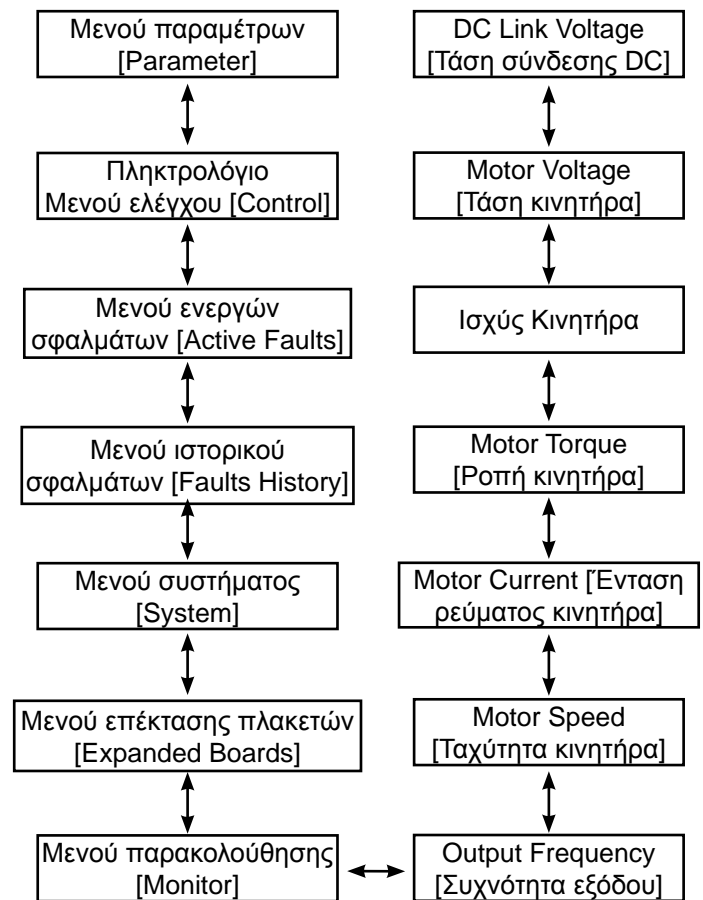 Μενού παραμέτρων
[Parameter]
Πληκτρολόγιο
Μενού ελέγχου [Control]
Μενού ενεργών
σφαλμάτων [Active Faults]
Μενού ιστορικού
σφαλμάτων [Faults History]
Μενού συστήματος
[System]
Μενού επέκτασης πλακετών
[Expanded Boards]
Μενού παρακολούθησης
[Monitor]
DC Link Voltage
[Τάση σύνδεσης DC]
Motor Voltage
[Τάση κινητήρα]
Ισχύς Κινητήρα
Motor Torque
[Ροπή κινητήρα]
Motor Current [Ένταση
ρεύματος κινητήρα]
Motor Speed
[Ταχύτητα κινητήρα]
Output Frequency
[Συχνότητα εξόδου]